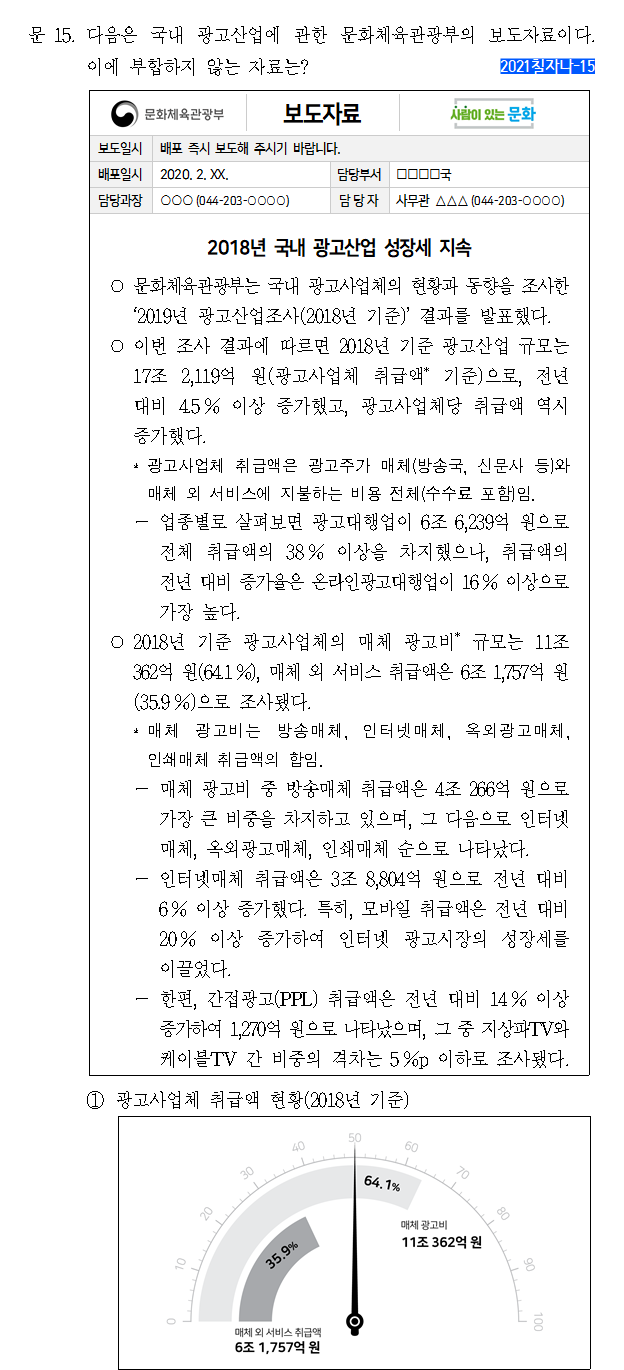 문 15. 다음은 국내 광고산업에 관한 문화체육관광부의 보도자료이다.
이에 부합하지 않는 자료는?
2021칠자나-15
문화체육관광부
보도자료
사람이 있는 문화
보도일시 배포 즉시 보도해 주시기 바랍니다.
배포일시 2020. 2. XX. 담당부서 □□□□국
담당과장 ○○○ (044-203-○○○○) 담 당 자 사무관 △△△ (044-203-○○○○)
2018년 국내 광고산업 성장세 지속
○ 문화체육관광부는 국내 광고사업체의 현황과 동향을 조사한
‘2019년 광고산업조사(2018년 기준)’ 결과를 발표했다.
○ 이번 조사 결과에 따르면 2018년 기준 광고산업 규모는
17조 2,119억 원(광고사업체 취급액* 기준)으로, 전년
대비 4.5% 이상 증가했고, 광고사업체당 취급액 역시
증가했다.
* 광고사업체 취급액은 광고주가 매체(방송국, 신문사 등)와
매체 외 서비스에 지불하는 비용 전체(수수료 포함)임.
－ 업종별로 살펴보면 광고대행업이 6조 6,239억 원으로
전체 취급액의 38% 이상을 차지했으나, 취급액의
전년 대비 증가율은 온라인광고대행업이 16% 이상으로
가장 높다.
○ 2018년 기준 광고사업체의 매체 광고비* 규모는 11조
362억 원(64.1%), 매체 외 서비스 취급액은 6조 1,757억 원
(35.9%)으로 조사됐다.
* 매체 광고비는 방송매체, 인터넷매체, 옥외광고매체,
인쇄매체 취급액의 합임.
－ 매체 광고비 중 방송매체 취급액은 4조 266억 원으로
가장 큰 비중을 차지하고 있으며, 그 다음으로 인터넷
매체, 옥외광고매체, 인쇄매체 순으로 나타났다.
－ 인터넷매체 취급액은 3조 8,804억 원으로 전년 대비
6% 이상 증가했다. 특히, 모바일 취급액은 전년 대비
20% 이상 증가하여 인터넷 광고시장의 성장세를
이끌었다.
－ 한편, 간접광고(PPL) 취급액은 전년 대비 14% 이상
증가하여 1,270억 원으로 나타났으며, 그 중 지상파TV와
케이블TV 간 비중의 격차는 5%p 이하로 조사됐다.
① 광고사업체 취급액 현황(2018년 기준)
0
10
20
30
40
50
60
70
80
90
100
64.1%
35.9%
매체 광고비
11조 362억 원
매체 외 서비스 취급액
6조 1,757억 원